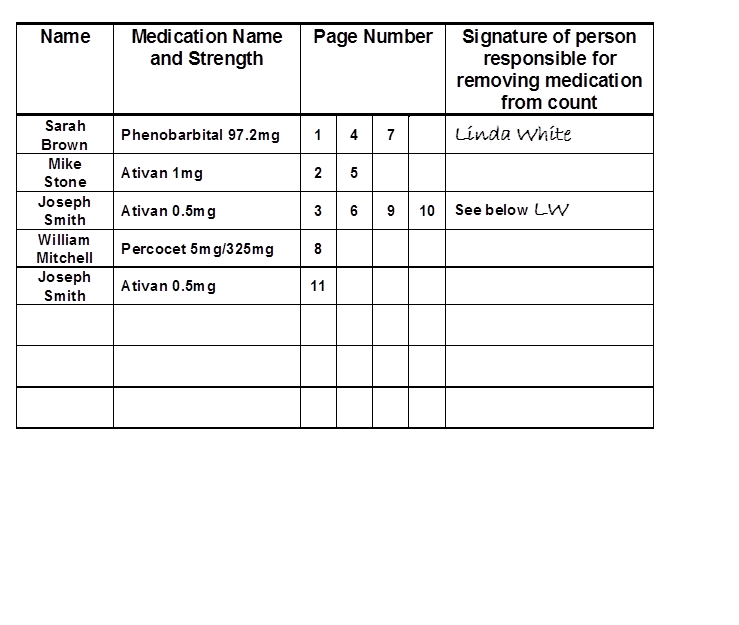 Name Medication Name and Strength Page Number Signature of person responsible for removing medication from count
Sarah Brown Phenobarbital 97.2mg 1 4 7 Linda White
Mike Stone Ativan 1mg 2 5
Joseph Smith Ativan 0.5mg 3 6 9 10 See below LW
William Mitchell Percocet 5mg/325mg 8
Joseph Smith Ativan 0.5mg 11